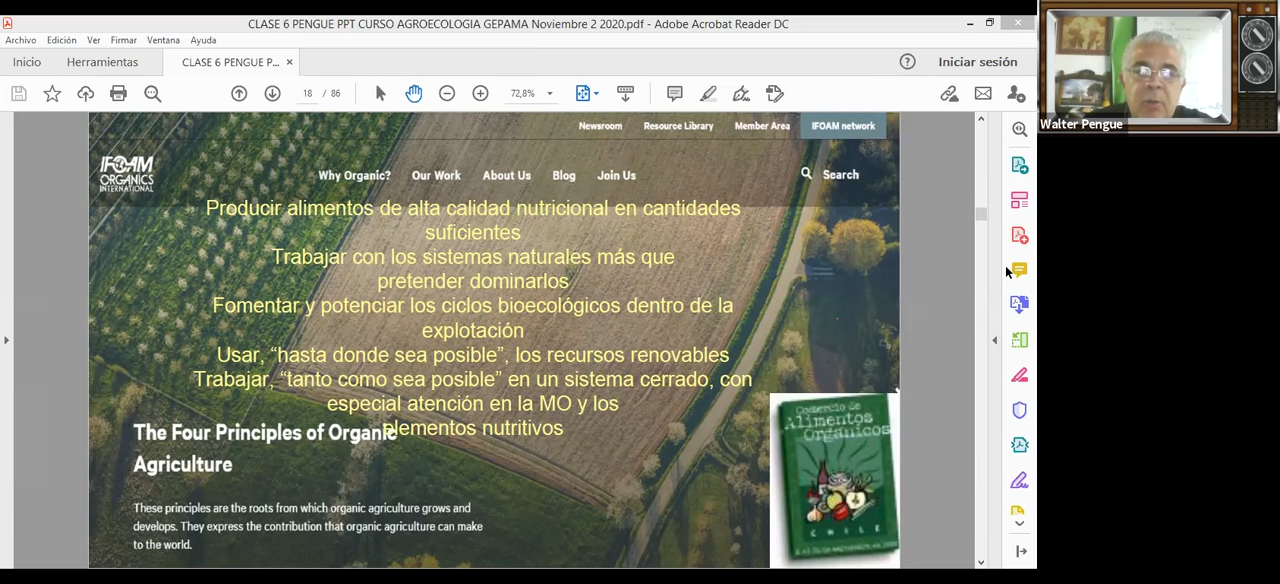 CLASE 6 PENGUE PPT CURSO AGROECOLOGIA GEPAMA Noviembre 2 2020.pdf - Adobe Acrobat Reader DC
Archivo Edición Ver Firmar Ventana Ayuda
Inicio Herramientas CLASE 6 PENGUE P... × Iniciar sesión
18 / 86 72,8%
Walter Pengue
Newsroom Resource Library Member Area IFOAM network
IFOAM
ORGANICS
INTERNATIONAL
Why Organic? Our Work About Us Blog Join Us Search
Producir alimentos de alta calidad nutricional en cantidades
suficientes
Trabajar con los sistemas naturales más que
pretender dominarlos
Fomentar y potenciar los ciclos bioecológicos dentro de la
explotación
Usar, “hasta donde sea posible”, los recursos renovables
Trabajar, “tanto como sea posible” en un sistema cerrado, con
especial atención en la MO y los
elementos nutritivos
The Four Principles of Organic
Agriculture
These principles are the roots from which organic agriculture grows and
develops. They express the contribution that organic agriculture can make
to the world.
Comercio de
Alimentos
Orgánicos
CHILE